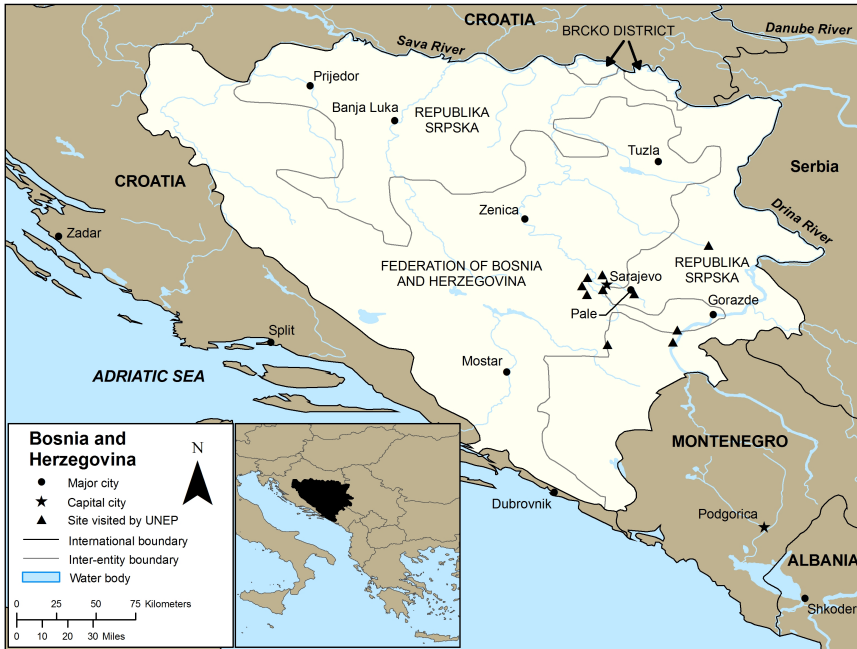 CROATIA
BRCKO DISTRICT
Danube River
Sava River
Prijedor
Banja Luka
REPUBLIKA
SRPSKA
Tuzla
Serbia
CROATIA
Zenica
Drina River
Zadar
FEDERATION OF BOSNIA
AND HERZEGOVINA
REPUBLIKA
SRPSKA
Sarajevo
Gorazde
Pale
Split
Mostar
ADRIATIC SEA
MONTENEGRO
Dubrovnik
Podgorica
ALBANIA
Shkoder
Bosnia and
Herzegovina
N
Major city
Capital city
Site visited by UNEP
International boundary
Inter-entity boundary
Water body
0 25 50 75 Kilometers
0 10 20 30 Miles